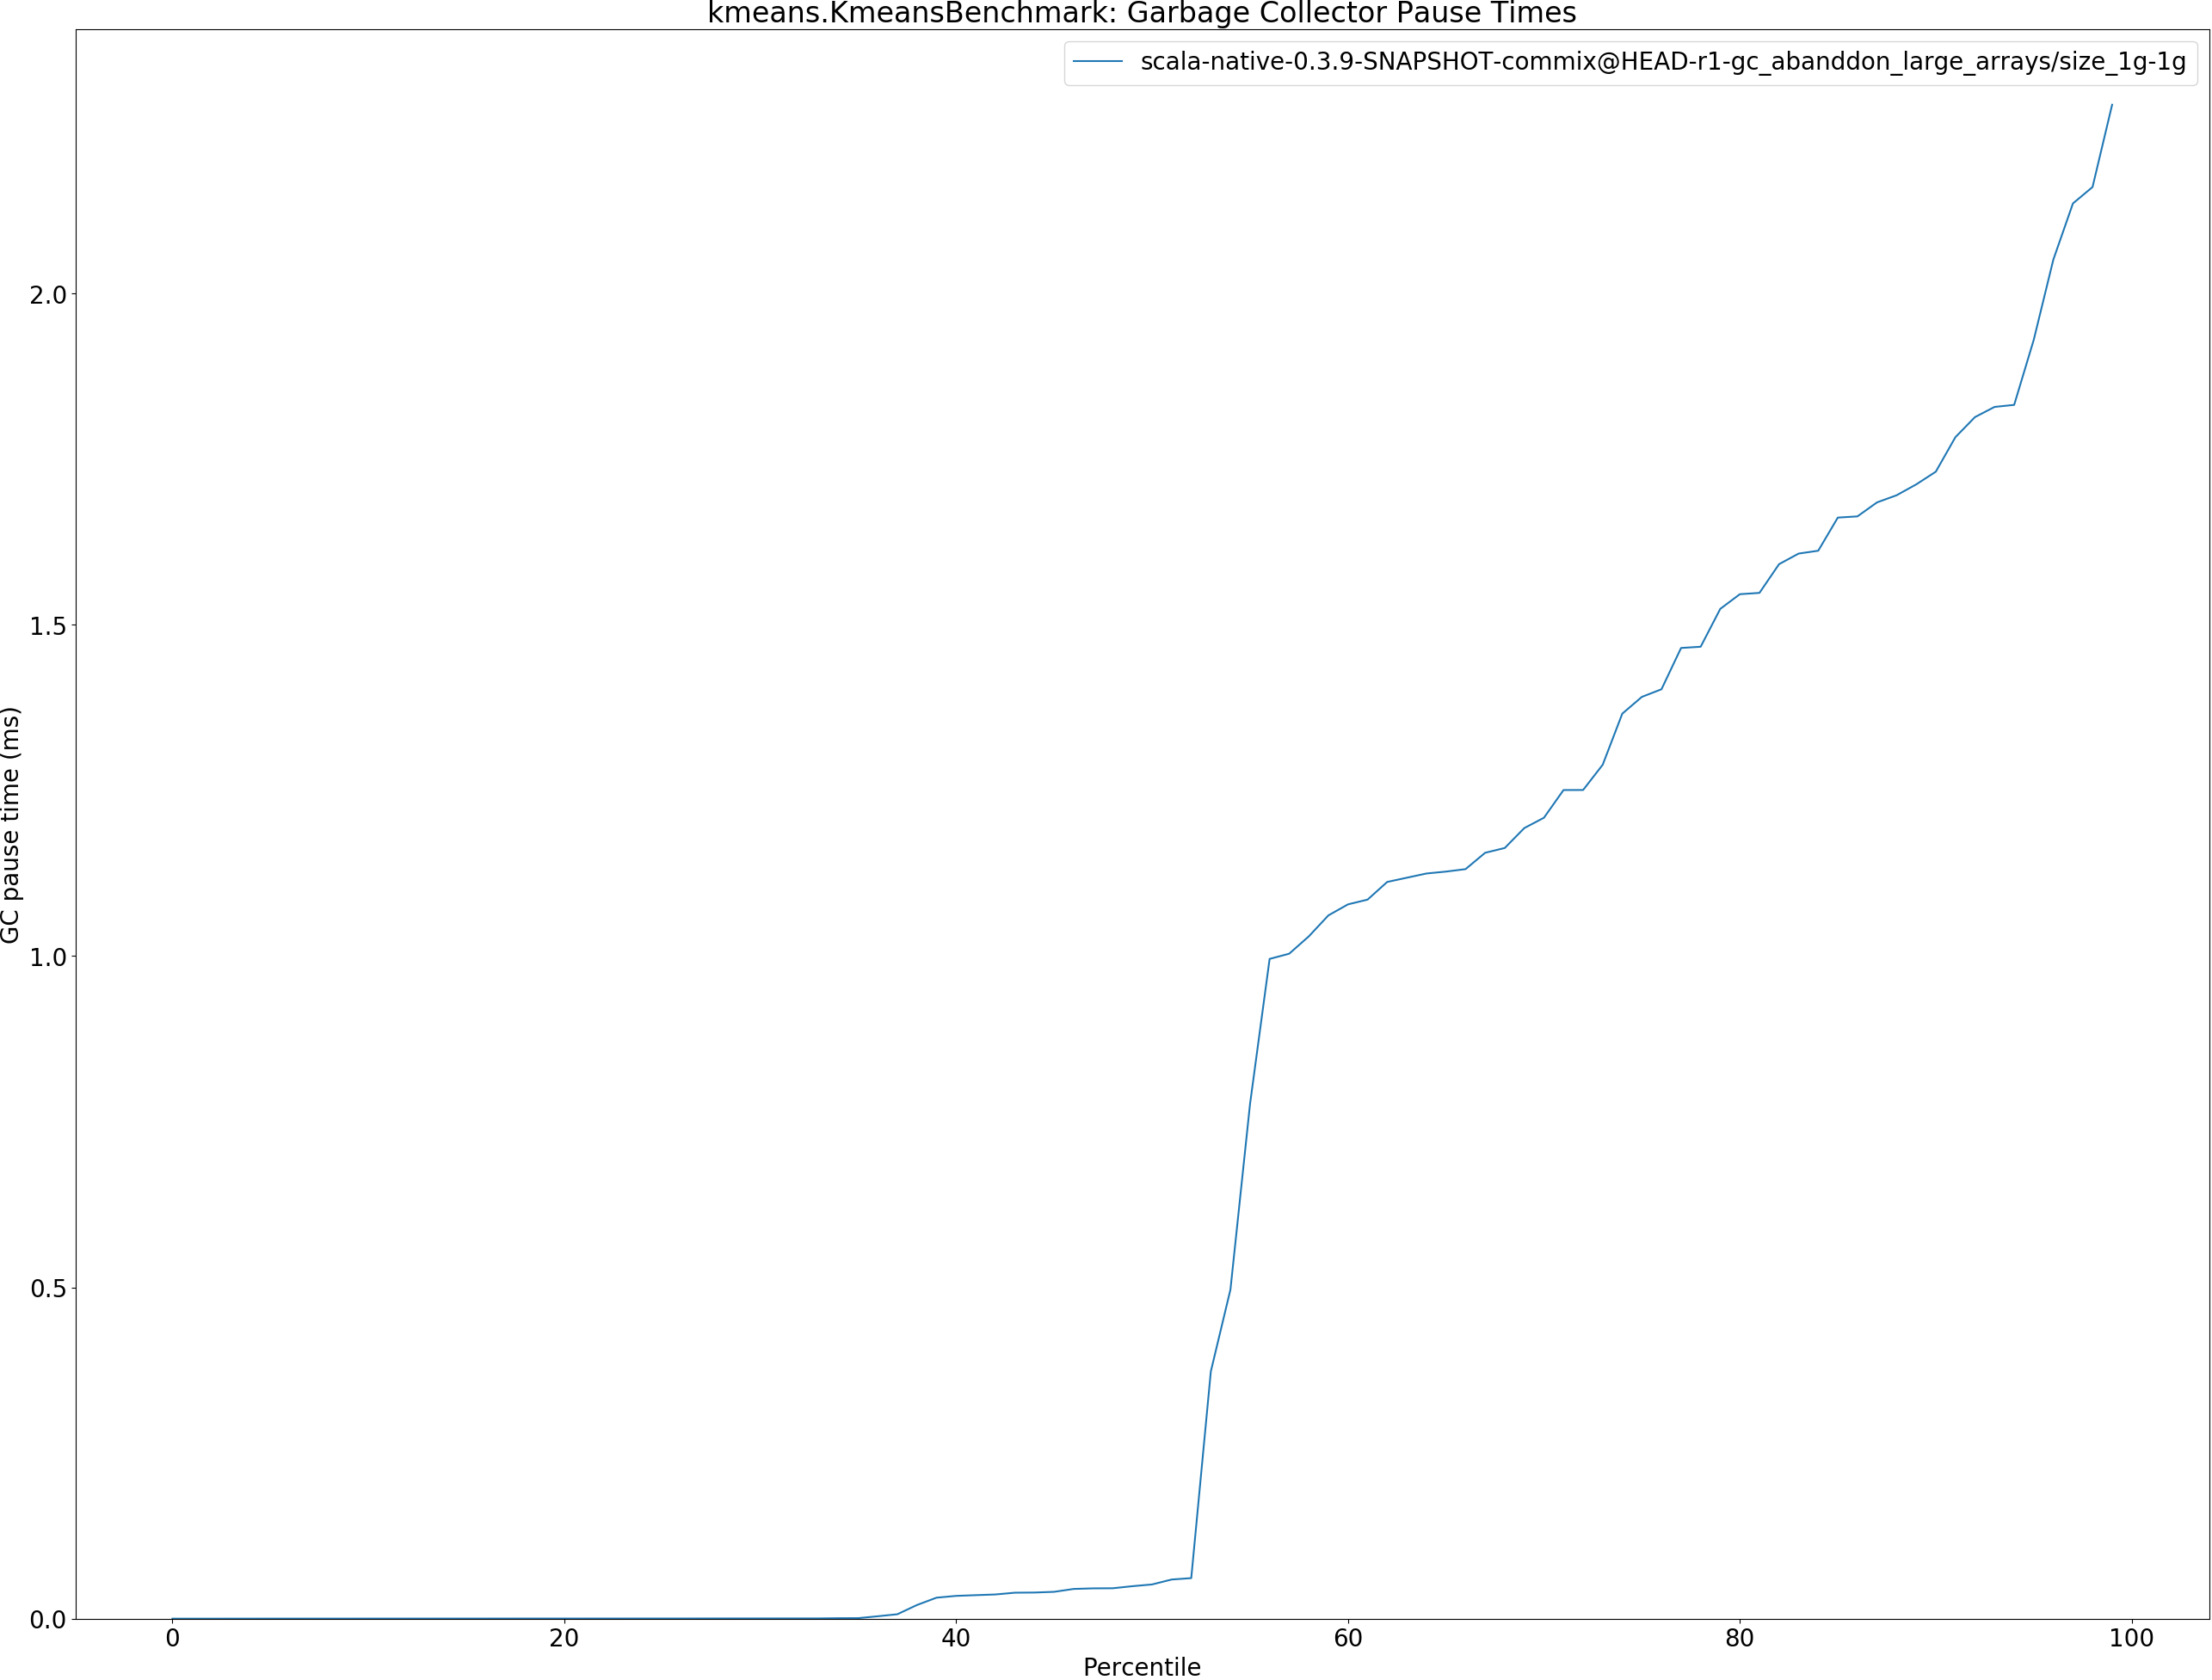 kmeans.KmeansBenchmark: Garbage Collector Pause Times
scala-native-0.3.9-SNAPSHOT-commix@HEAD-r1-gc_abanddon_large_arrays/size_1g-1g
GC pause time (ms)
2.0
1.5
1.0
0.5
0.0
0 20 40 60 80 100
Percentile